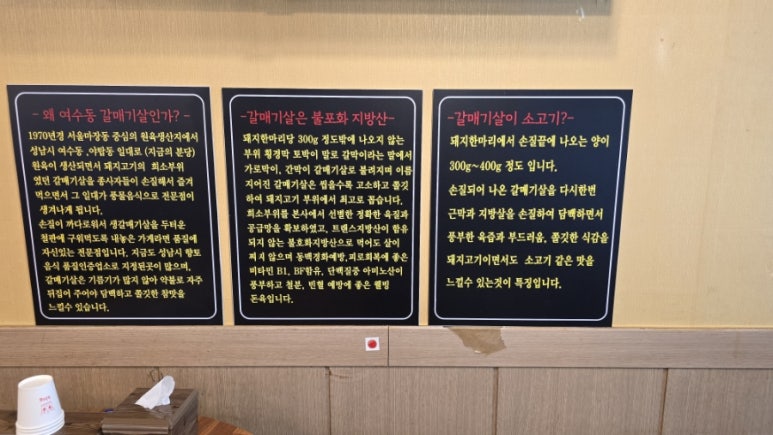 - 왜 여수동 갈매기살인가? -
1970년경 서울마장동 중심의 원육생산지에서
성남시 여수동 .야탑동 일대로 (지금의 분당)
원육이 생산되면서 돼지고기의 희소부위
였던 갈매기살을 종사자들이 손질해서 즐겨
먹으면서 그 일대가 풍물음식으로 전문점이
생겨나게 됩니다.
손질이 까다로워서 생갈매기살을 두터운
철판에 구워먹도록 내놓은 가게라면 품질에
자신있는 전문점입니다. 지금도 성남시 향토
음식 품질인증업소로 지정된곳이 많으며,
갈매기살은 기름기가 많지 않아 약불로 자주
뒤집어 주어야 담백하고 쫄깃한 참맛을
느낄수 있습니다.
-갈매기살은 불포화 지방산-
돼지한마리당 300g 정도밖에 나오지 않는
부위 횡경막 토막이 발로 갈막이라는 말에서
가로막이, 간막이 갈매기살로 불려지며 이름
지어진 갈매기살은 씹을수록 고소하고 쫄깃
하여 돼지고기 부위에서 최고로 꼽습니다.
희소부위를 본사에서 선별한 정확한 육질과
공급망을 확보하였고, 트랜스지방산이 함유
되지 않는 불포화지방산으로 먹어도 살이
찌지 않으며 동맥경화예방,피로회복에 좋은
비타민 B1, BF함유, 단백질중 아미노산이
풍부하고 철분, 빈혈 예방에 좋은 웰빙
돈육입니다.
-갈매기살이 소고기?-
돼지한마리에서 손질끝에 나오는 양이
300g~400g 정도 입니다.
손질되어 나온 갈매기살을 다시한번
근막과 지방살을 손질하여 담백하면서
풍부한 육즙과 부드러움, 쫄깃한 식감을
돼지고기이면서도 소고기 같은 맛을
느낄수 있는것이 특징입니다.